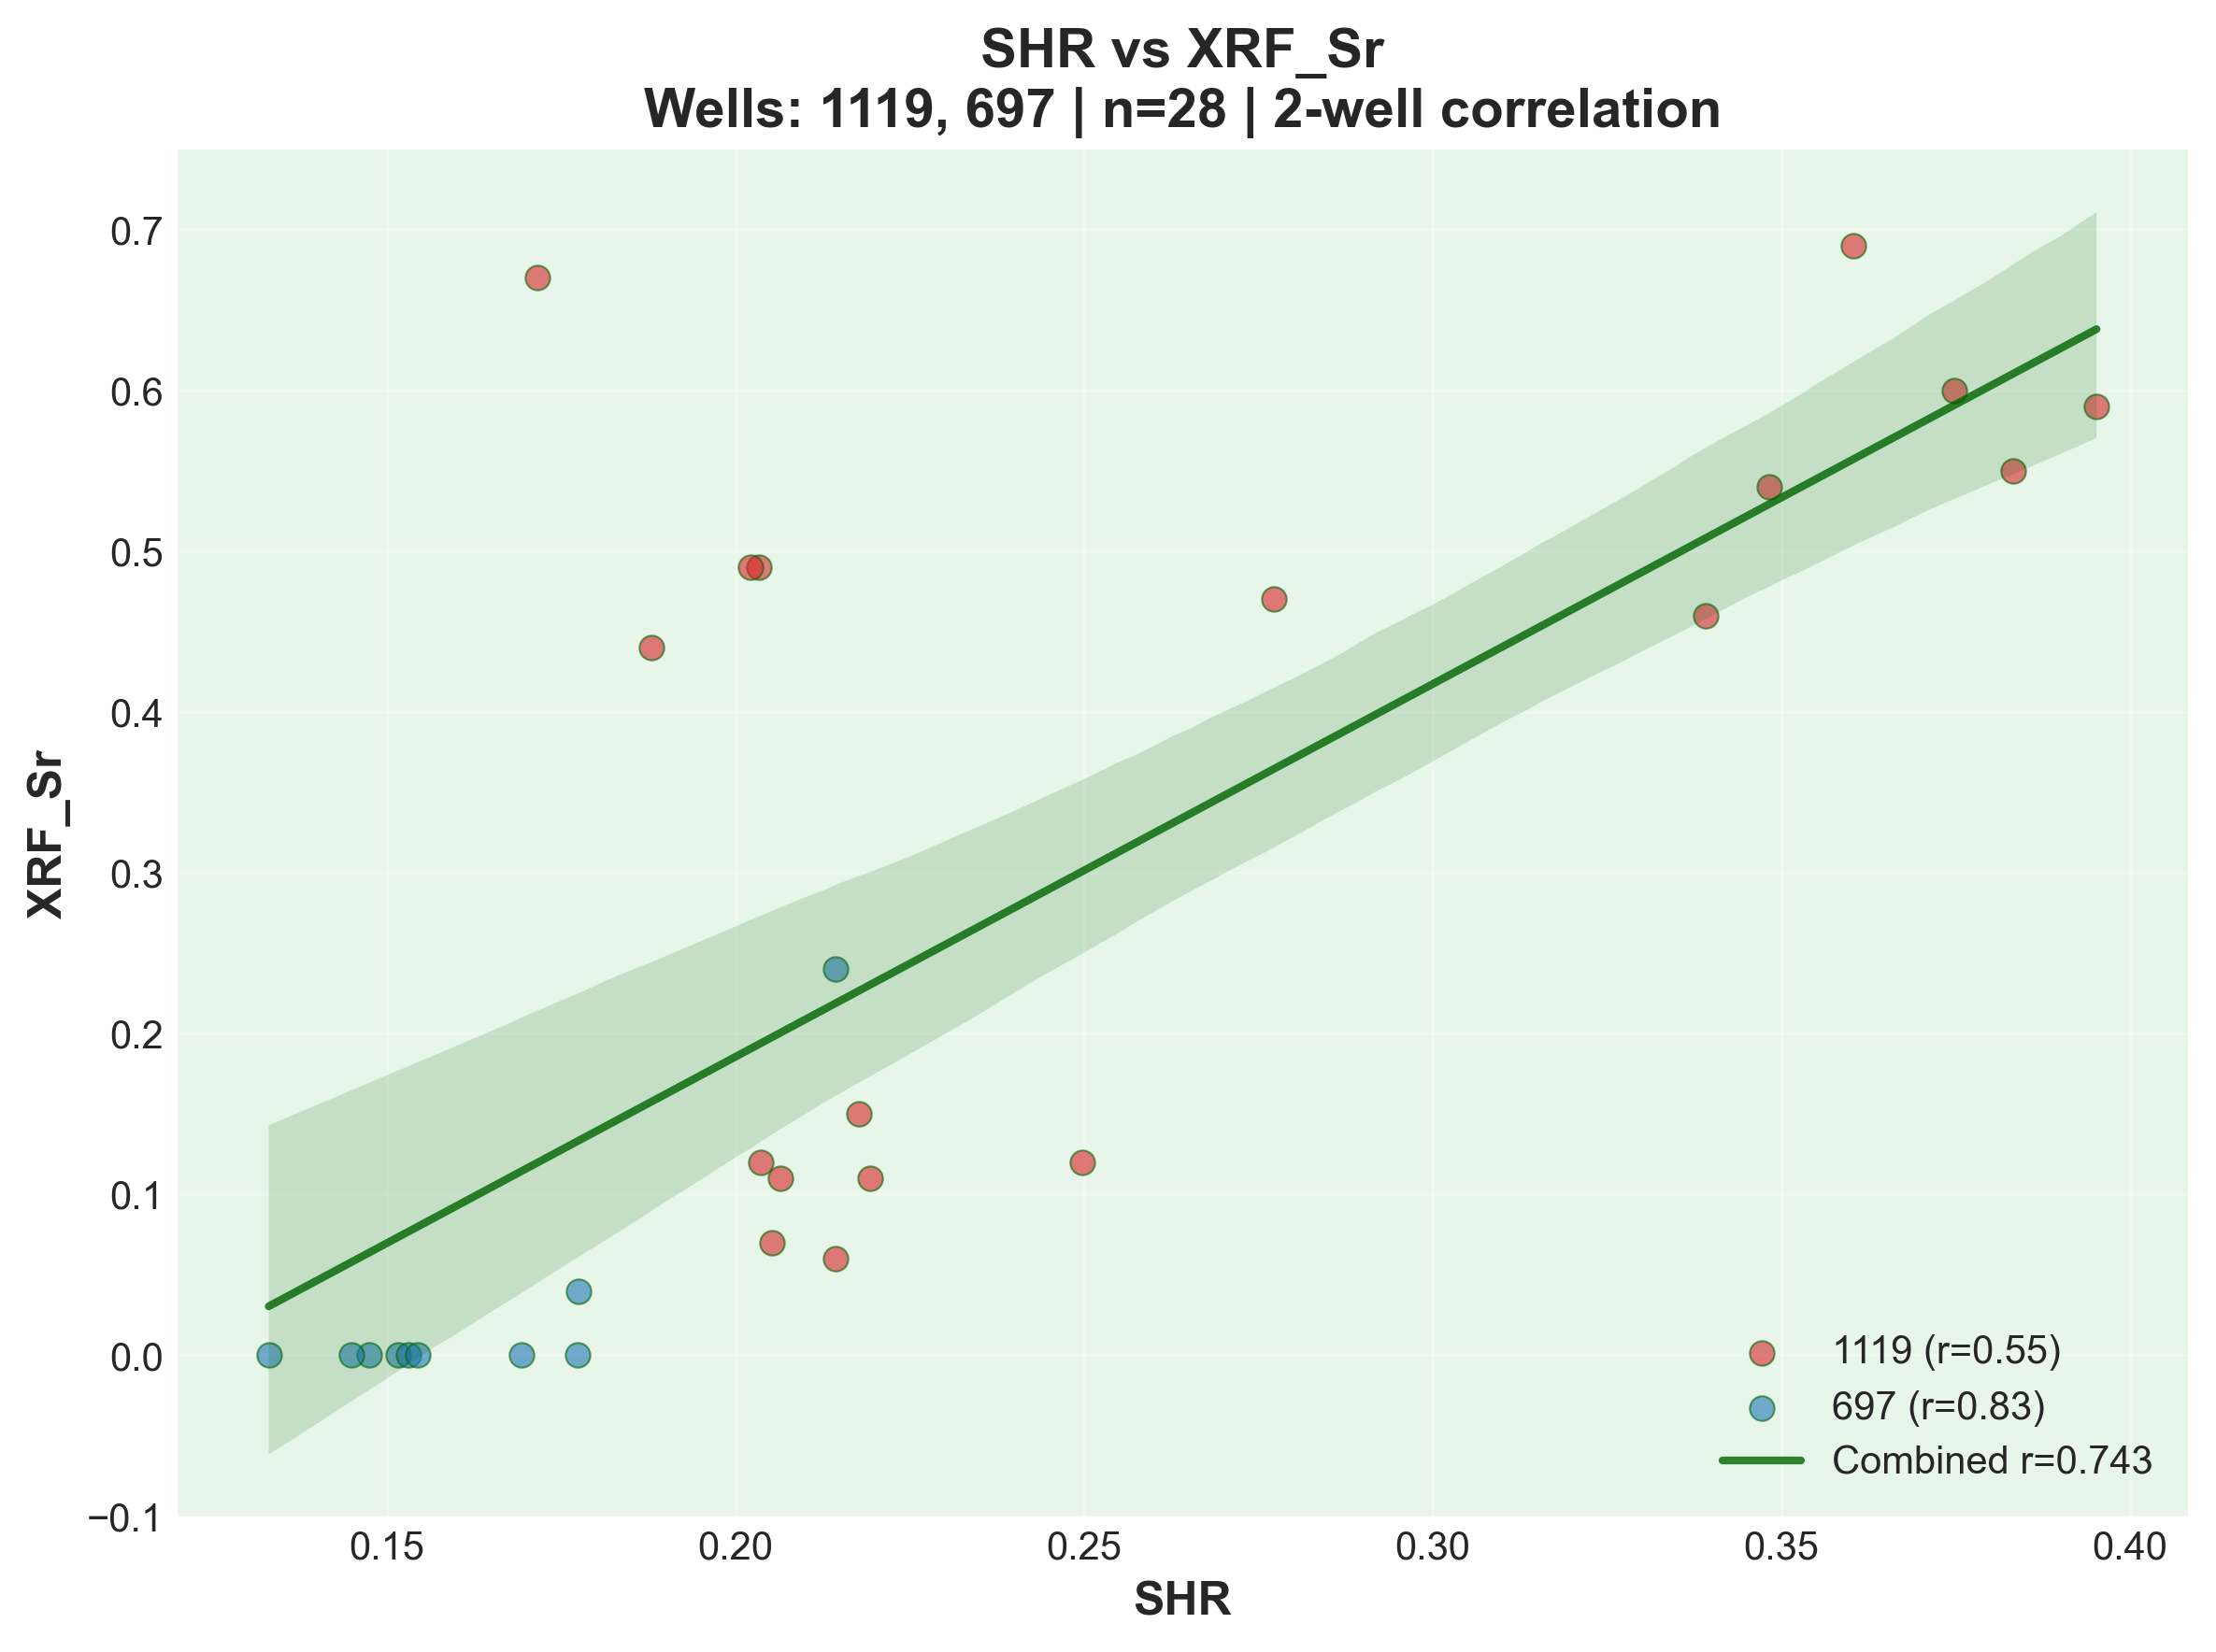 SHR vs XRF_Sr
Wells: 1119, 697 | n=28 | 2-well correlation
XRF_Sr
0.7
0.6
0.5
0.4
0.3
0.2
0.1
0.0
−0.1
0.15
0.20
0.25
0.30
0.35
0.40
SHR
1119 (r=0.55)
697 (r=0.83)
Combined r=0.743